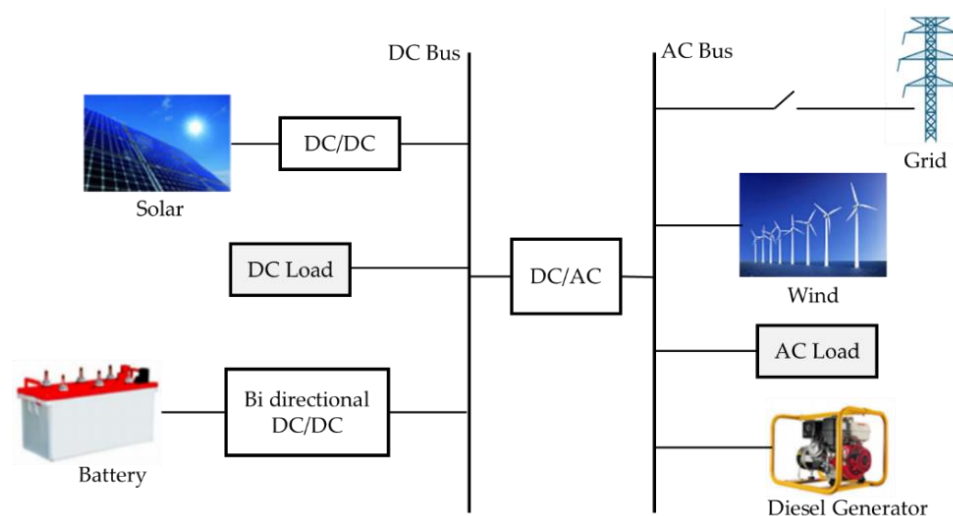 DC Bus
AC Bus
DC/DC
Solar
Grid
DC Load
DC/AC
Wind
AC Load
Bi directional
DC/DC
Battery
Diesel Generator